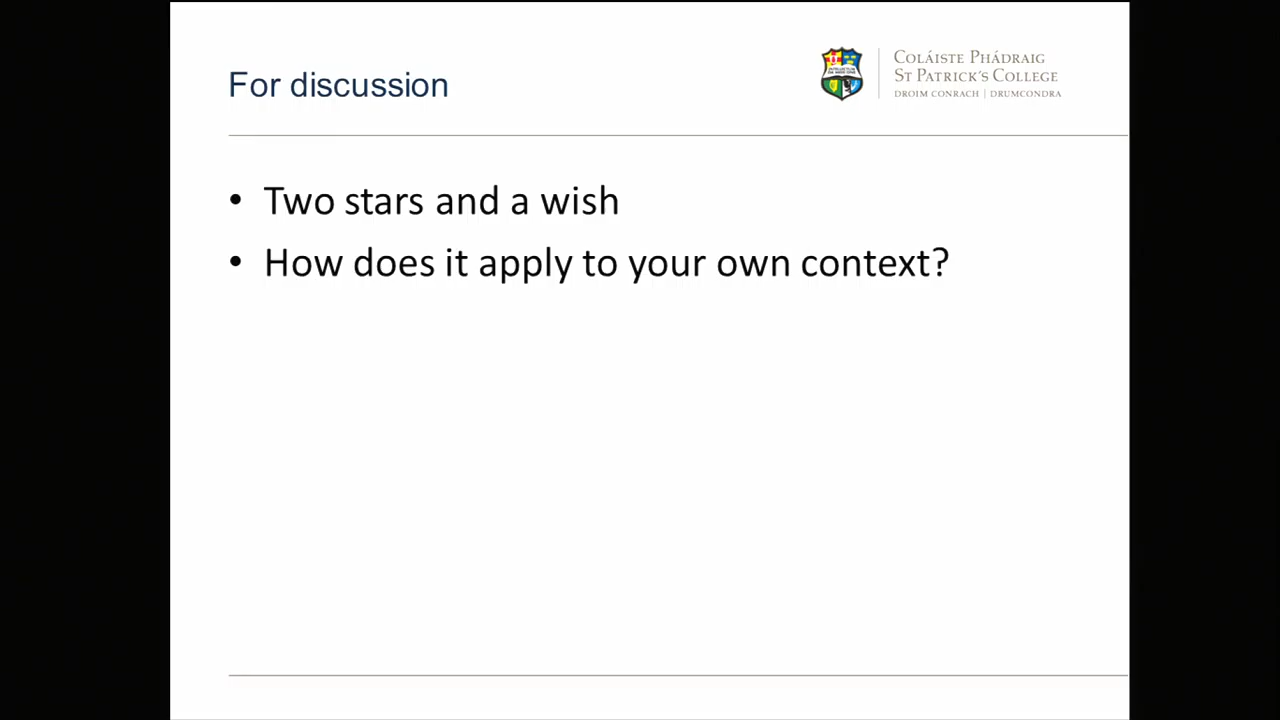 For discussion
COLÁISTE PHÁDRAIG
ST PATRICK'S COLLEGE
DROIM CONRACH | DRUMCONDRA
• Two stars and a wish
• How does it apply to your own context?